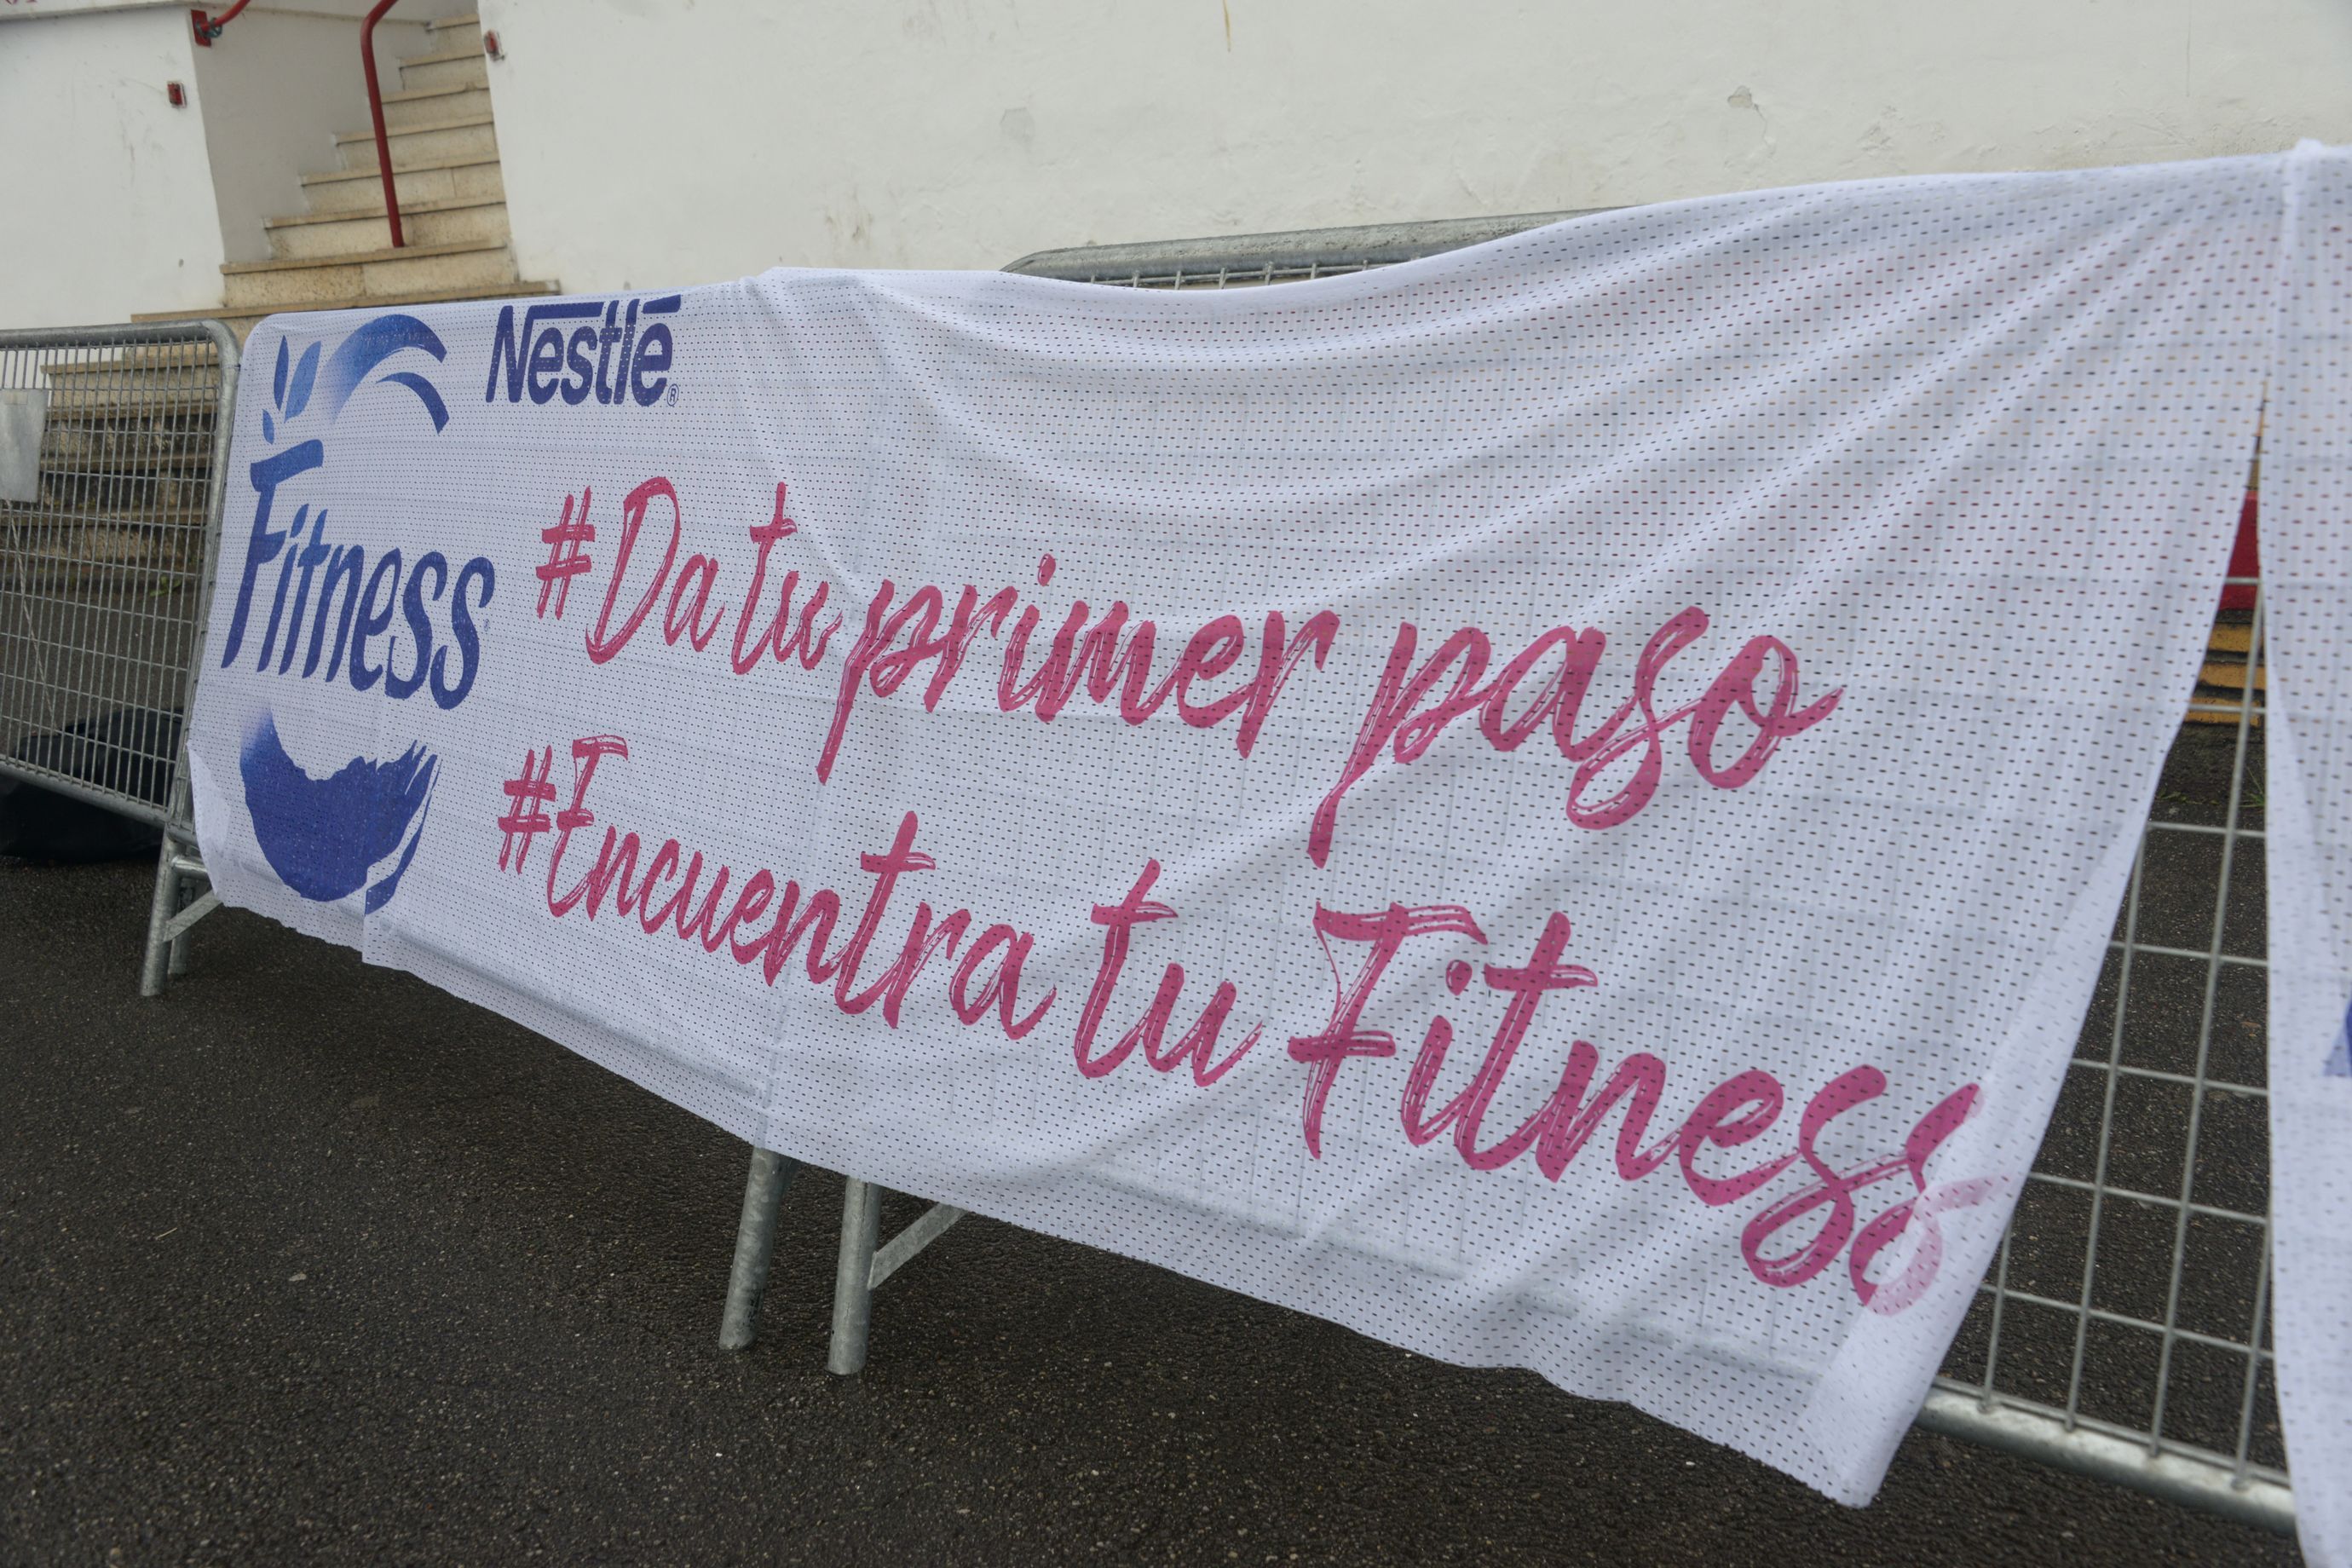 Nestlé®
Fitness
#Da tu primer paso
#Encuentra tu Fitness